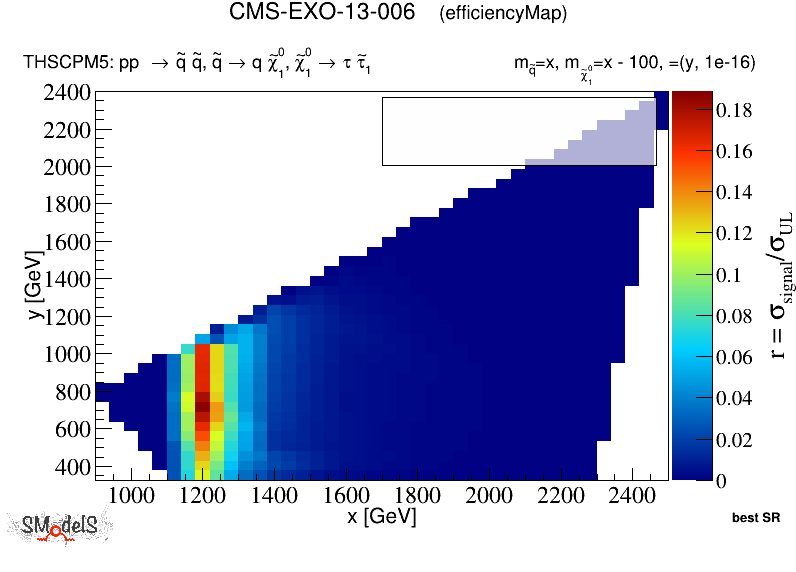 CMS-EXO-13-006 (efficiencyMap)
THSCPM5: pp → q̃ q̃, q̃ → q χ̃⁰₁, χ̃⁰₁ → τ τ̃₁
m_q̃=x, m_χ̃⁰₁=x - 100, =(y, 1e-16)
2400
2200
2000
1800
1600
1400
1200
1000
800
600
400
y [GeV]
1000 1200 1400 1600 1800 2000 2200 2400
x [GeV]
0.18
0.16
0.14
0.12
0.1
0.08
0.06
0.04
0.02
0
r = σ_signal/σ_UL
best SR
SModelS